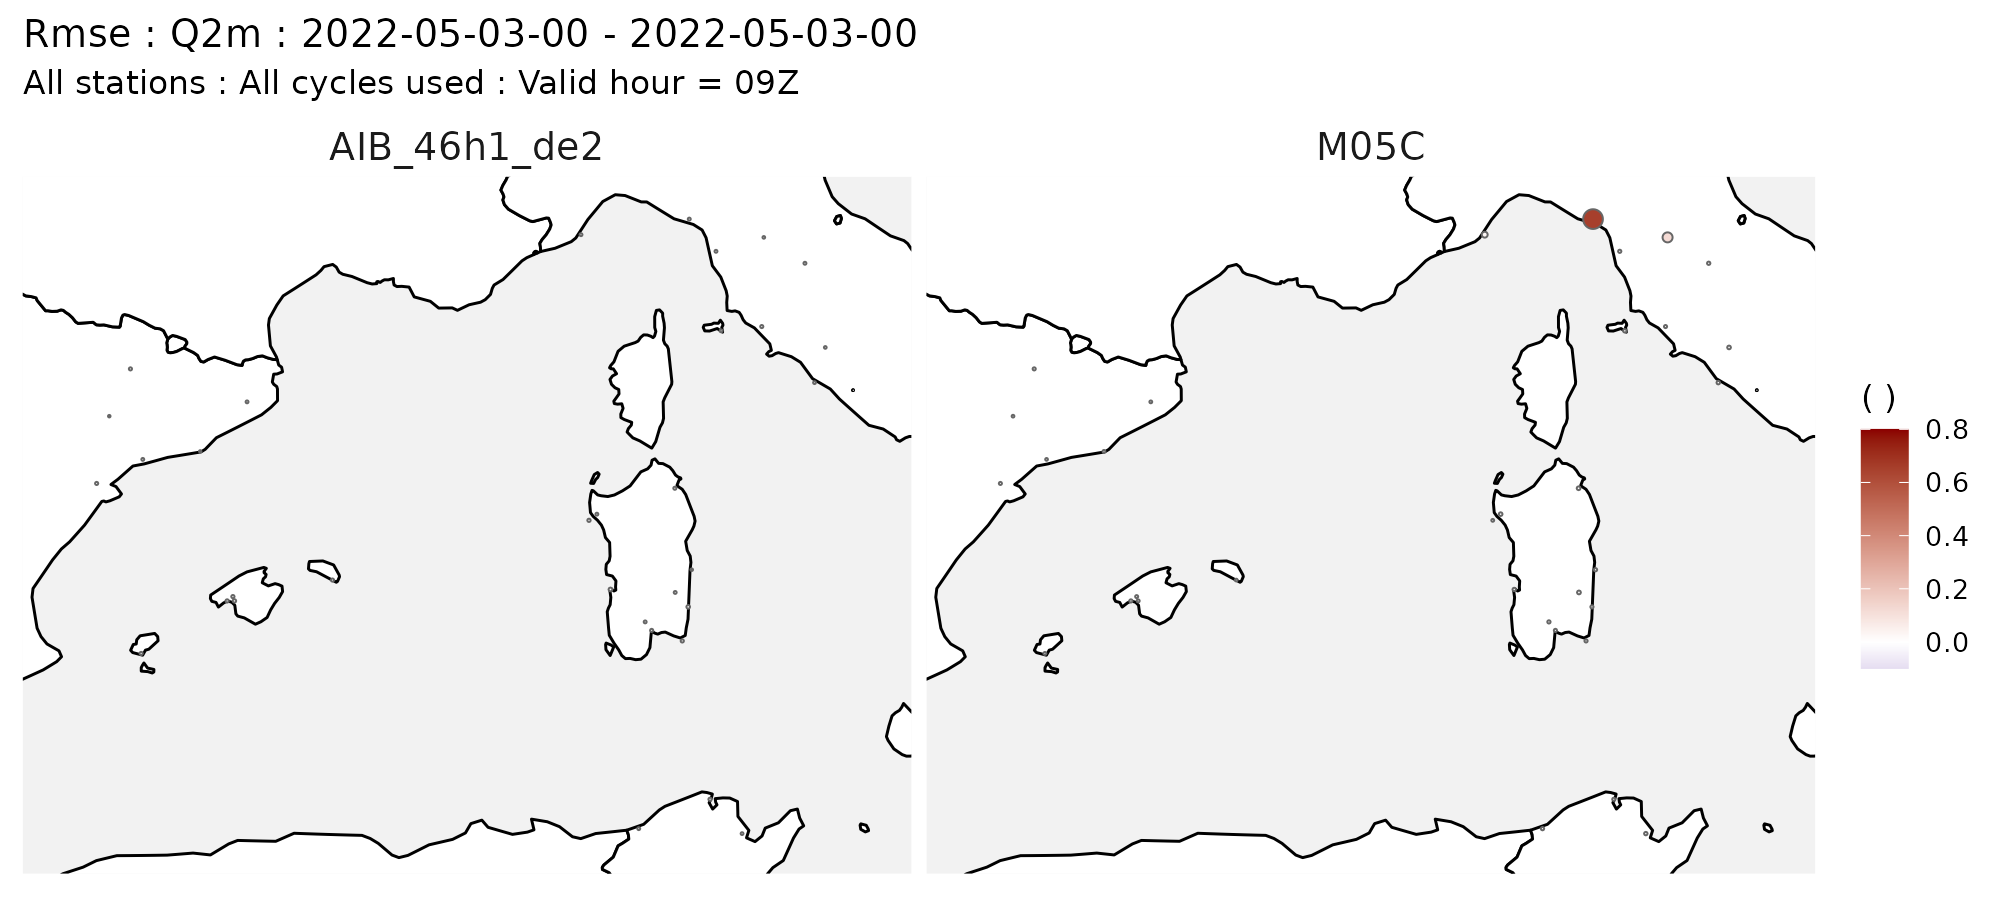 Rmse : Q2m : 2022-05-03-00 - 2022-05-03-00
All stations : All cycles used : Valid hour = 09Z
AIB_46h1_de2
M05C
( )
0.8
0.6
0.4
0.2
0.0